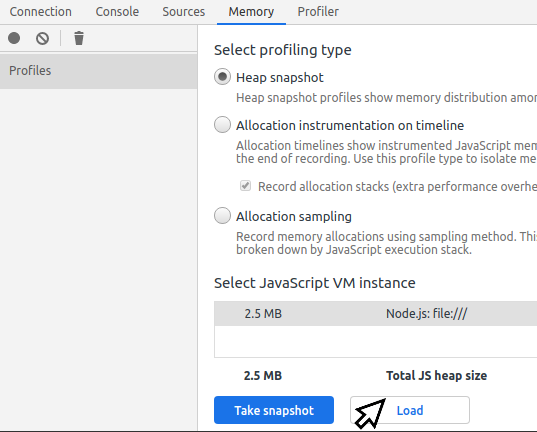 Connection Console Sources Memory Profiler
Profiles
Select profiling type
Heap snapshot
Heap snapshot profiles show memory distribution amon
Allocation instrumentation on timeline
Allocation timelines show instrumented JavaScript mem
the end of recording. Use this profile type to isolate me
Record allocation stacks (extra performance overhe
Allocation sampling
Record memory allocations using sampling method. This
broken down by JavaScript execution stack.
Select JavaScript VM instance
2.5 MB Node.js: file:///
2.5 MB Total JS heap size
Take snapshot Load